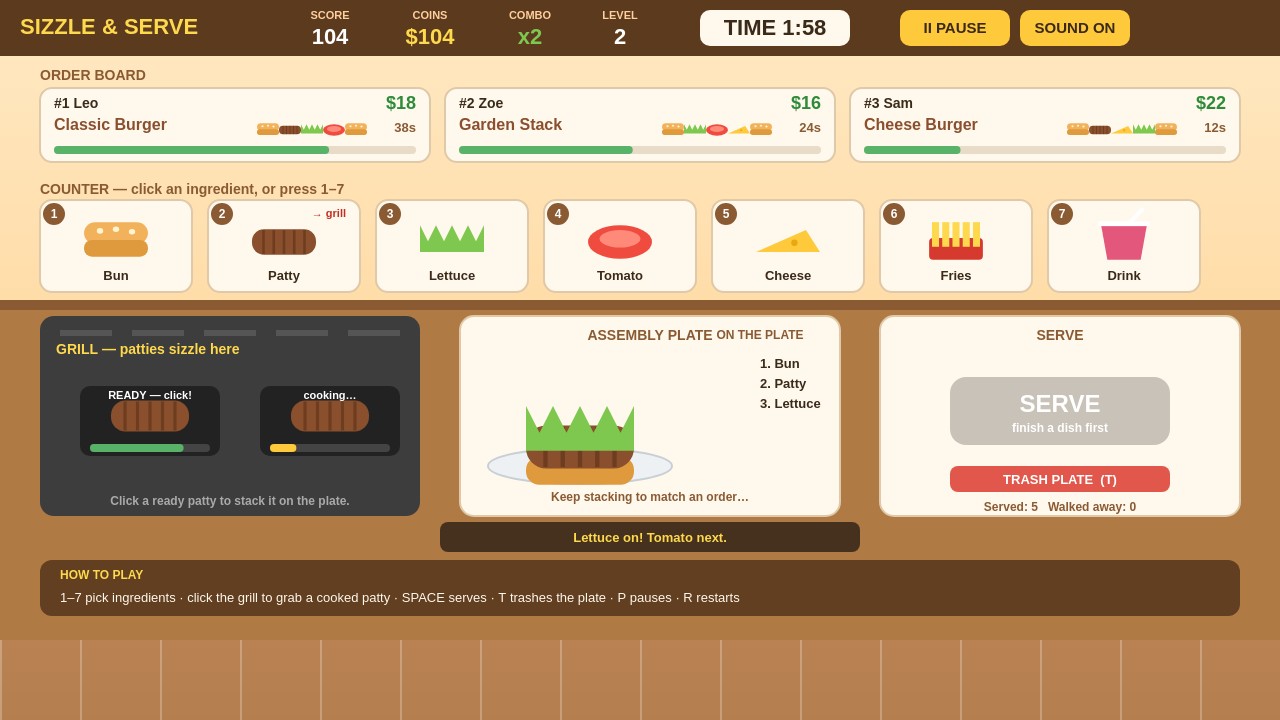 SIZZLE & SERVE
SCORE
104
COINS
$104
COMBO
x2
LEVEL
2
TIME 1:58
II PAUSE
SOUND ON
ORDER BOARD
#1 Leo
$18
Classic Burger
38s
#2 Zoe
$16
Garden Stack
24s
#3 Sam
$22
Cheese Burger
12s
COUNTER — click an ingredient, or press 1–7
1
Bun
2
→ grill
Patty
3
Lettuce
4
Tomato
5
Cheese
6
Fries
7
Drink
GRILL — patties sizzle here
READY — click!
cooking…
Click a ready patty to stack it on the plate.
ASSEMBLY PLATE ON THE PLATE
1. Bun
2. Patty
3. Lettuce
Keep stacking to match an order…
SERVE
SERVE
finish a dish first
TRASH PLATE (T)
Served: 5 Walked away: 0
Lettuce on! Tomato next.
HOW TO PLAY
1–7 pick ingredients · click the grill to grab a cooked patty · SPACE serves · T trashes the plate · P pauses · R restarts